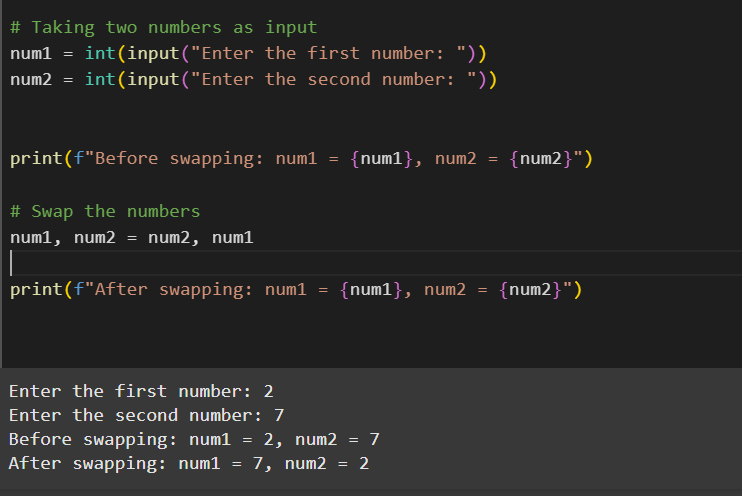 # Taking two numbers as input
num1 = int(input("Enter the first number: "))
num2 = int(input("Enter the second number: "))
print(f"Before swapping: num1 = {num1}, num2 = {num2}")
# Swap the numbers
num1, num2 = num2, num1
print(f"After swapping: num1 = {num1}, num2 = {num2}")
Enter the first number: 2
Enter the second number: 7
Before swapping: num1 = 2, num2 = 7
After swapping: num1 = 7, num2 = 2